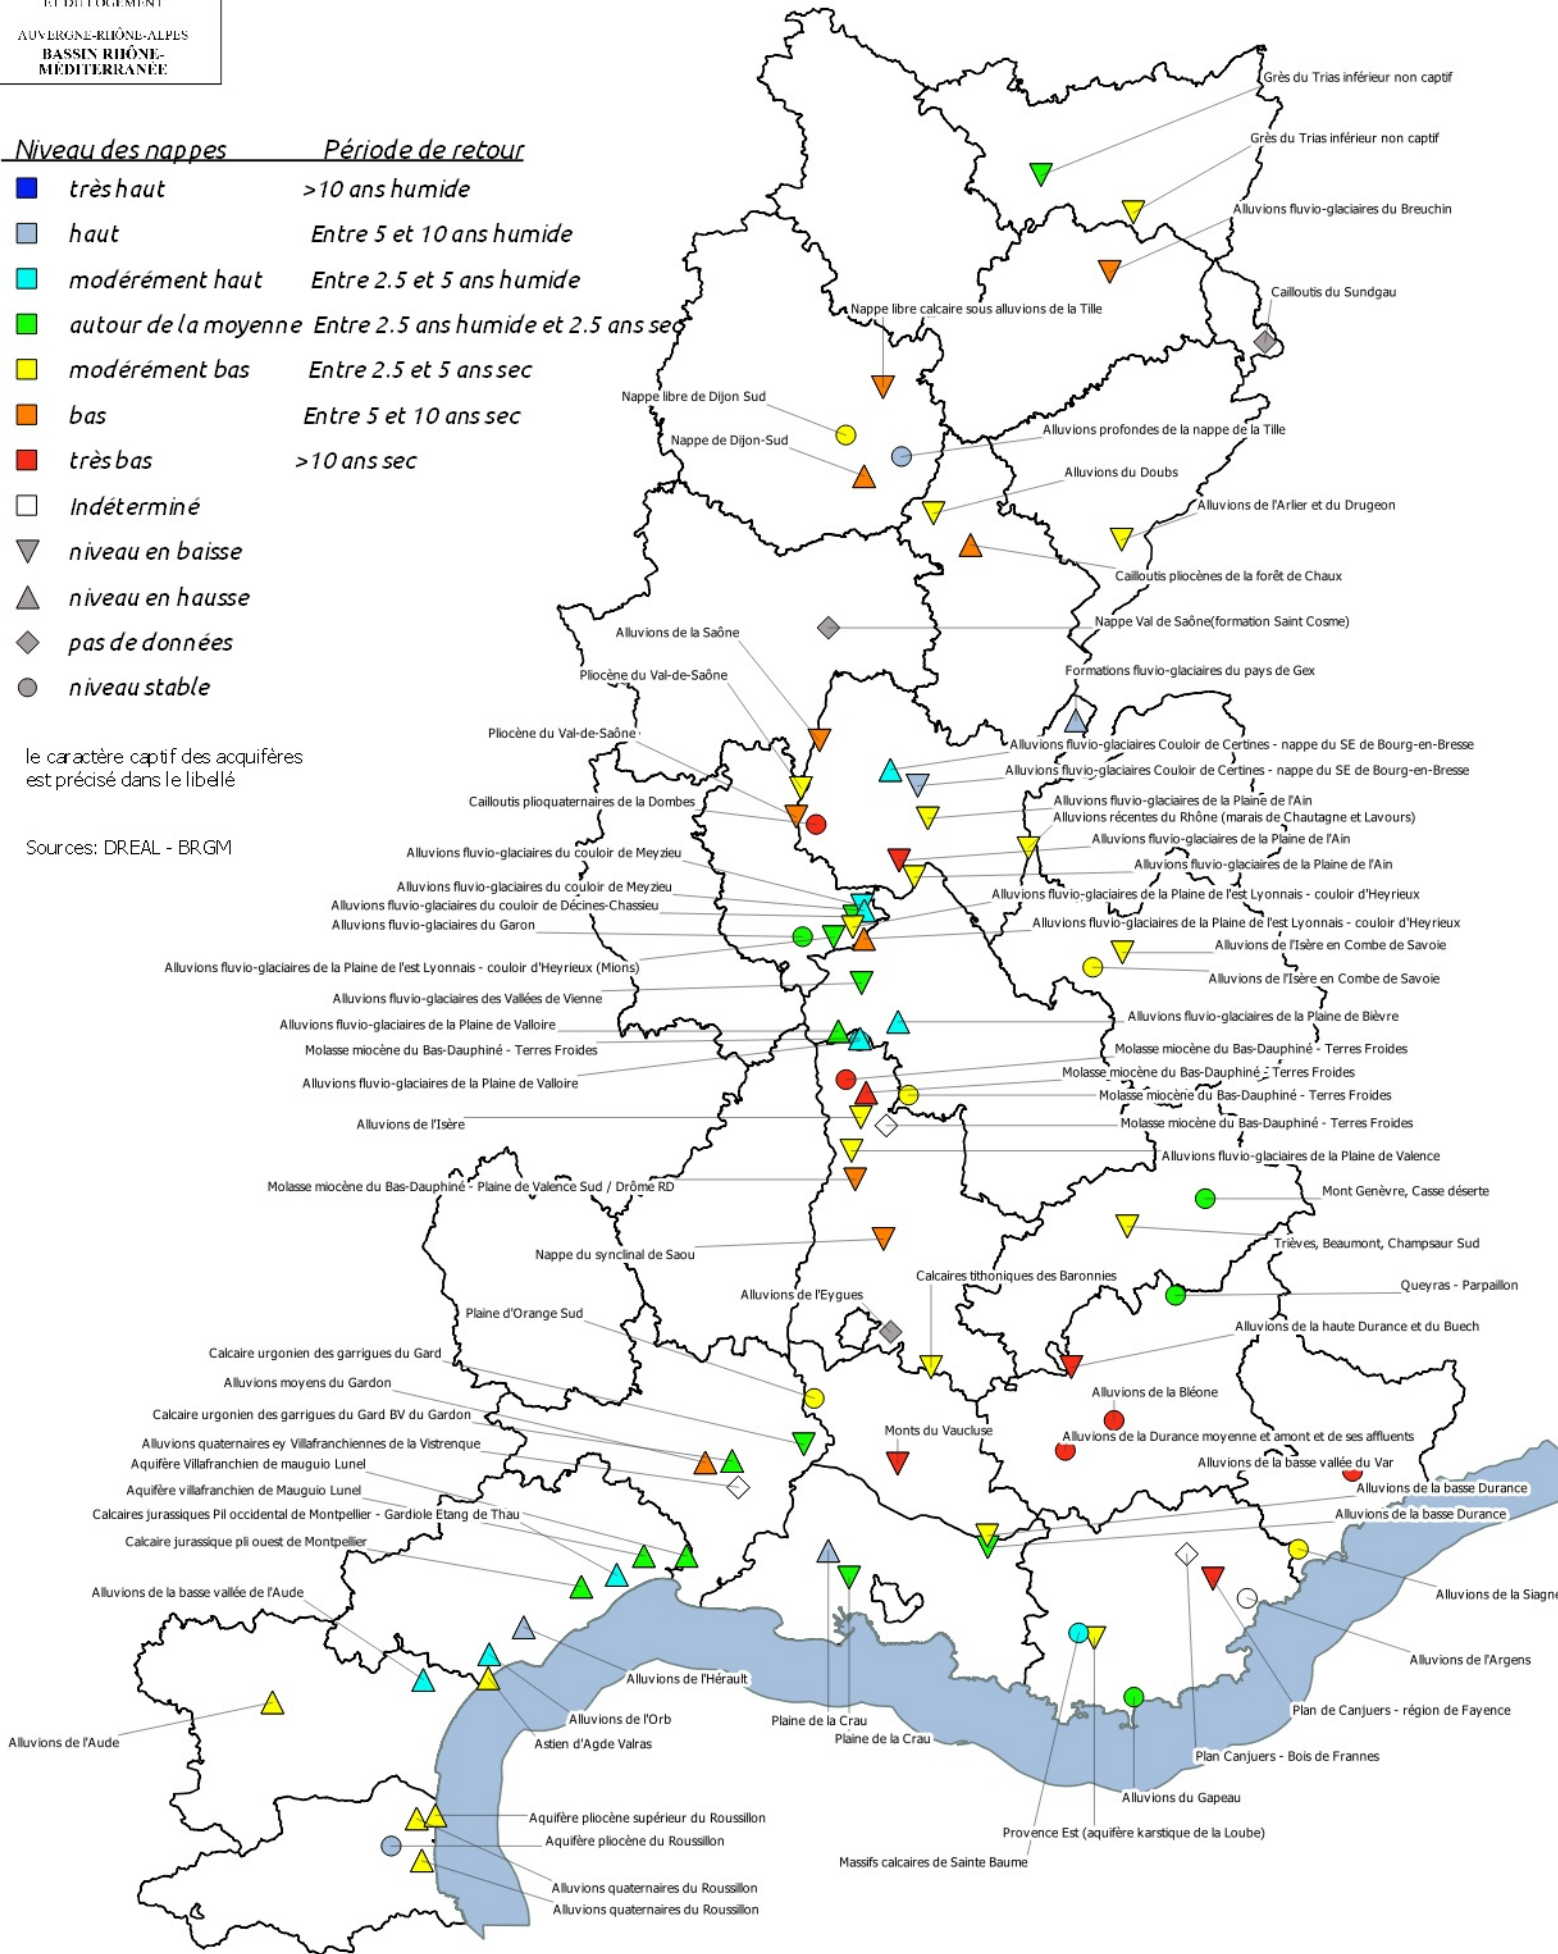 ET DU LOGEMENT
AUVERGNE-RHÔNE-ALPES
BASSIN RHÔNE-
MÉDITERRANÉE
Niveau des nappes Période de retour
très haut >10 ans humide
haut Entre 5 et 10 ans humide
modérément haut Entre 2.5 et 5 ans humide
autour de la moyenne Entre 2.5 ans humide et 2.5 ans sec
modérément bas Entre 2.5 et 5 ans sec
bas Entre 5 et 10 ans sec
très bas >10 ans sec
Indéterminé
niveau en baisse
niveau en hausse
pas de données
niveau stable
le caractère captif des acquifères
est précisé dans le libellé
Sources: DREAL - BRGM
Grès du Trias inférieur non captif
Grès du Trias inférieur non captif
Alluvions fluvio-glaciaires du Breuchin
Cailloutis du Sundgau
Nappe libre calcaire sous alluvions de la Tille
Nappe libre de Dijon Sud
Alluvions profondes de la nappe de la Tille
Nappe de Dijon-Sud
Alluvions du Doubs
Alluvions de l'Arlier et du Drugeon
Cailloutis pliocènes de la forêt de Chaux
Nappe Val de Saône(formation Saint Cosme)
Alluvions de la Saône
Formations fluvio-glaciaires du pays de Gex
Pliocène du Val-de-Saône
Pliocène du Val-de-Saône
Alluvions fluvio-glaciaires Couloir de Certines - nappe du SE de Bourg-en-Bresse
Alluvions fluvio-glaciaires Couloir de Certines - nappe du SE de Bourg-en-Bresse
Cailloutis plioquaternaires de la Dombes
Alluvions fluvio-glaciaires de la Plaine de l'Ain
Alluvions récentes du Rhône (marais de Chautagne et Lavours)
Alluvions fluvio-glaciaires de la Plaine de l'Ain
Alluvions fluvio-glaciaires du couloir de Meyzieu
Alluvions fluvio-glaciaires de la Plaine de l'Ain
Alluvions fluvio-glaciaires du couloir de Meyzieu
Alluvions fluvio-glaciaires de la Plaine de l'est Lyonnais - couloir d'Heyrieux
Alluvions fluvio-glaciaires du couloir de Décines-Chassieu
Alluvions fluvio-glaciaires du Garon
Alluvions fluvio-glaciaires de la Plaine de l'est Lyonnais - couloir d'Heyrieux
Alluvions de l'Isère en Combe de Savoie
Alluvions fluvio-glaciaires de la Plaine de l'est Lyonnais - couloir d'Heyrieux (Mions)
Alluvions de l'Isère en Combe de Savoie
Alluvions fluvio-glaciaires des Vallées de Vienne
Alluvions fluvio-glaciaires de la Plaine de Bièvre
Alluvions fluvio-glaciaires de la Plaine de Valloire
Molasse miocène du Bas-Dauphiné - Terres Froides
Molasse miocène du Bas-Dauphiné - Terres Froides
Molasse miocène du Bas-Dauphiné - Terres Froides
Alluvions fluvio-glaciaires de la Plaine de Valloire
Molasse miocène du Bas-Dauphiné - Terres Froides
Alluvions de l'Isère
Molasse miocène du Bas-Dauphiné - Terres Froides
Alluvions fluvio-glaciaires de la Plaine de Valence
Molasse miocène du Bas-Dauphiné - Plaine de Valence Sud / Drôme RD
Mont Genèvre, Casse déserte
Trièves, Beaumont, Champsaur Sud
Nappe du synclinal de Saou
Calcaires tithoniques des Baronnies
Queyras - Parpaillon
Alluvions de l'Eygues
Plaine d'Orange Sud
Alluvions de la haute Durance et du Buech
Calcaire urgonien des garrigues du Gard
Alluvions moyens du Gardon
Alluvions de la Bléone
Calcaire urgonien des garrigues du Gard BV du Gardon
Monts du Vaucluse
Alluvions de la Durance moyenne et amont et de ses affluents
Alluvions quaternaires ey Villafranchiennes de la Vistrenque
Aquifère Villafranchien de mauguio Lunel
Alluvions de la basse vallée du Var
Aquifère villafranchien de Mauguio Lunel
Alluvions de la basse Durance
Calcaires jurassiques Pil occidental de Montpellier - Gardiole Etang de Thau
Alluvions de la basse Durance
Calcaire jurassique pli ouest de Montpellier
Alluvions de la basse vallée de l'Aude
Alluvions de la Siagne
Alluvions de l'Argens
Alluvions de l'Hérault
Plan de Canjuers - région de Fayence
Alluvions de l'Orb
Plaine de la Crau
Alluvions de l'Aude
Astien d'Agde Valras
Plaine de la Crau
Plan Canjuers - Bois de Frannes
Alluvions du Gapeau
Aquifère pliocène supérieur du Roussillon
Provence Est (aquifère karstique de la Loube)
Aquifère pliocène du Roussillon
Massifs calcaires de Sainte Baume
Alluvions quaternaires du Roussillon
Alluvions quaternaires du Roussillon